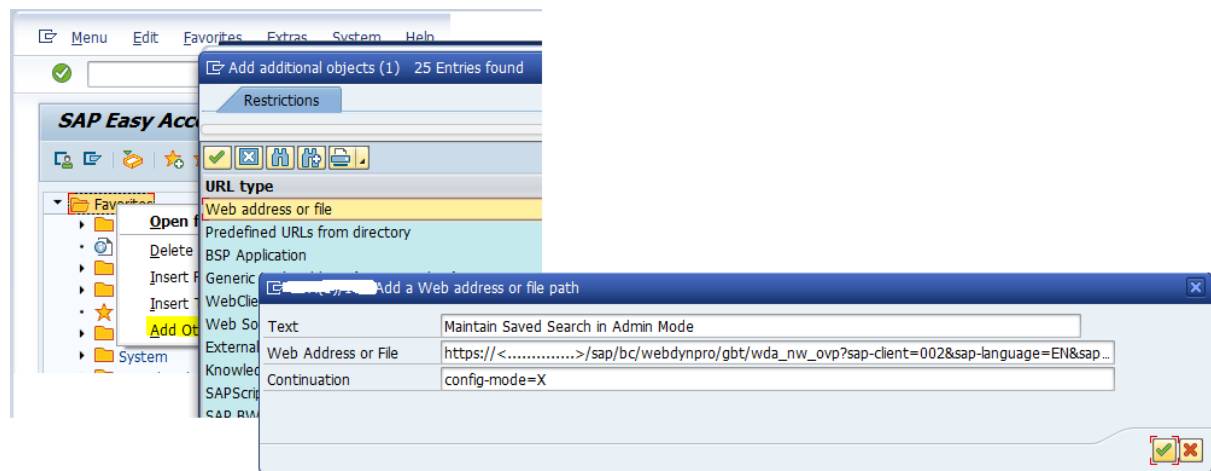 Menu Edit Favorites Extras System Help
Add additional objects (1) 25 Entries found
Restrictions
SAP Easy Acc
URL type
Favorites
Web address or file
Open f
Predefined URLs from directory
Delete
BSP Application
Insert F
Generic
Insert T
WebClie
Add Ot
Web So
System
External
Knowled
SAPScrip
SAP BW
Add a Web address or file path
Text Maintain Saved Search in Admin Mode
Web Address or File https://<..............>/sap/bc/webdynpro/gbt/wda_nw_ovp?sap-client=002&sap-language=EN&sap...
Continuation config-mode=X